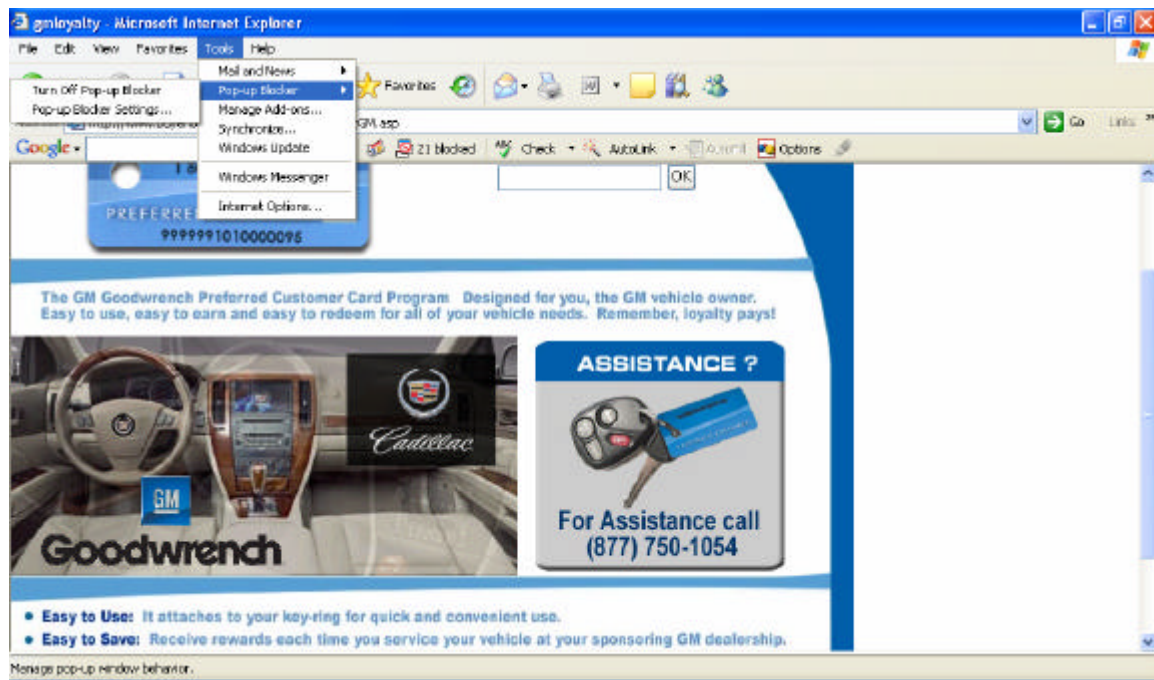 gmloyalty - Microsoft Internet Explorer
File Edit View Favorites Tools Help
Mail and News
Turn Off Pop-up Blocker
Pop-up Blocker
Favorites
Pop-up Blocker Settings...
Manage Add-ons...
GM.asp
Go Links »
Synchronize...
Google
Windows Update
21 blocked Check AutoLink Options
Windows Messenger
OK
Internet Options...
9999991010000096
The GM Goodwrench Preferred Customer Card Program Designed for you, the GM vehicle owner.
Easy to use, easy to earn and easy to redeem for all of your vehicle needs. Remember, loyalty pays!
ASSISTANCE ?
Cadillac
GM
Goodwrench
For Assistance call
(877) 750-1054
• Easy to Use: It attaches to your key-ring for quick and convenient use.
• Easy to Save: Receive rewards each time you service your vehicle at your sponsoring GM dealership.
Manage pop-up window behavior.